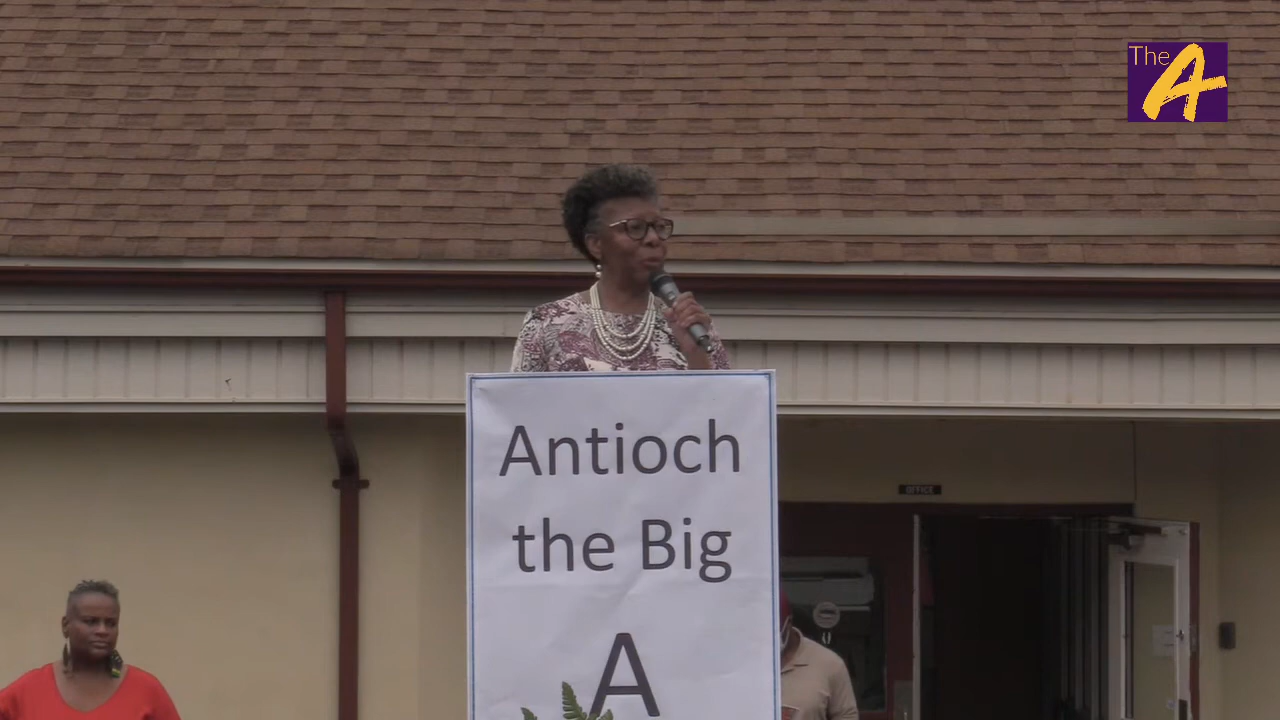 The A
Antioch
the Big
A
OFFICE